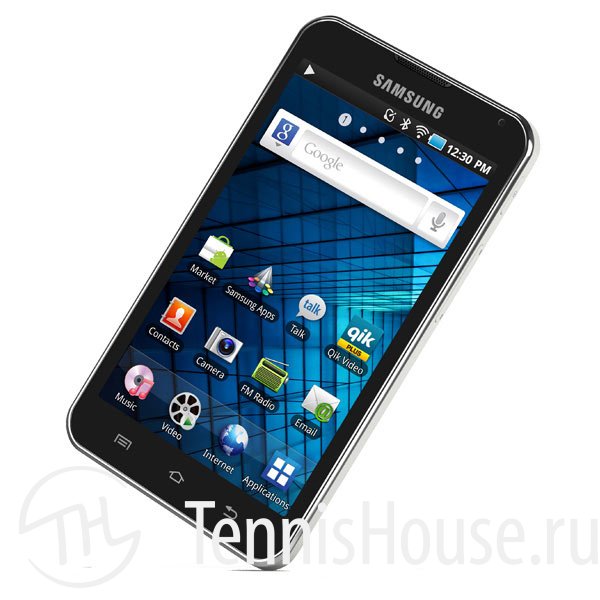 SAMSUNG
12:30 PM
1
g
Google
Market
Samsung Apps
talk
Talk
qik
PLUS
Qik Video
Contacts
Camera
FM Radio
Email
Music
Video
Internet
Applications
TennisHouse.ru